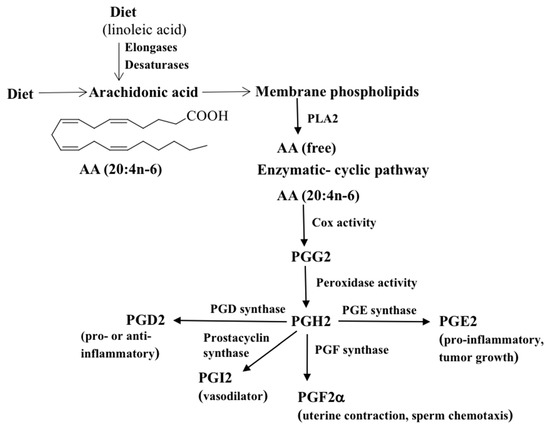 Diet
(linoleic acid)
Elongases
Desaturases
Diet
Arachidonic acid
Membrane phospholipids
COOH
PLA2
AA (20:4n-6)
AA (free)
Enzymatic- cyclic pathway
AA (20:4n-6)
Cox activity
PGG2
Peroxidase activity
PGD2
PGD synthase
PGH2
PGE synthase
PGE2
(pro- or anti-
inflammatory)
Prostacyclin
synthase
PGF synthase
(pro-inflammatory,
tumor growth)
PGI2
(vasodilator)
PGF2α
(uterine contraction, sperm chemotaxis)